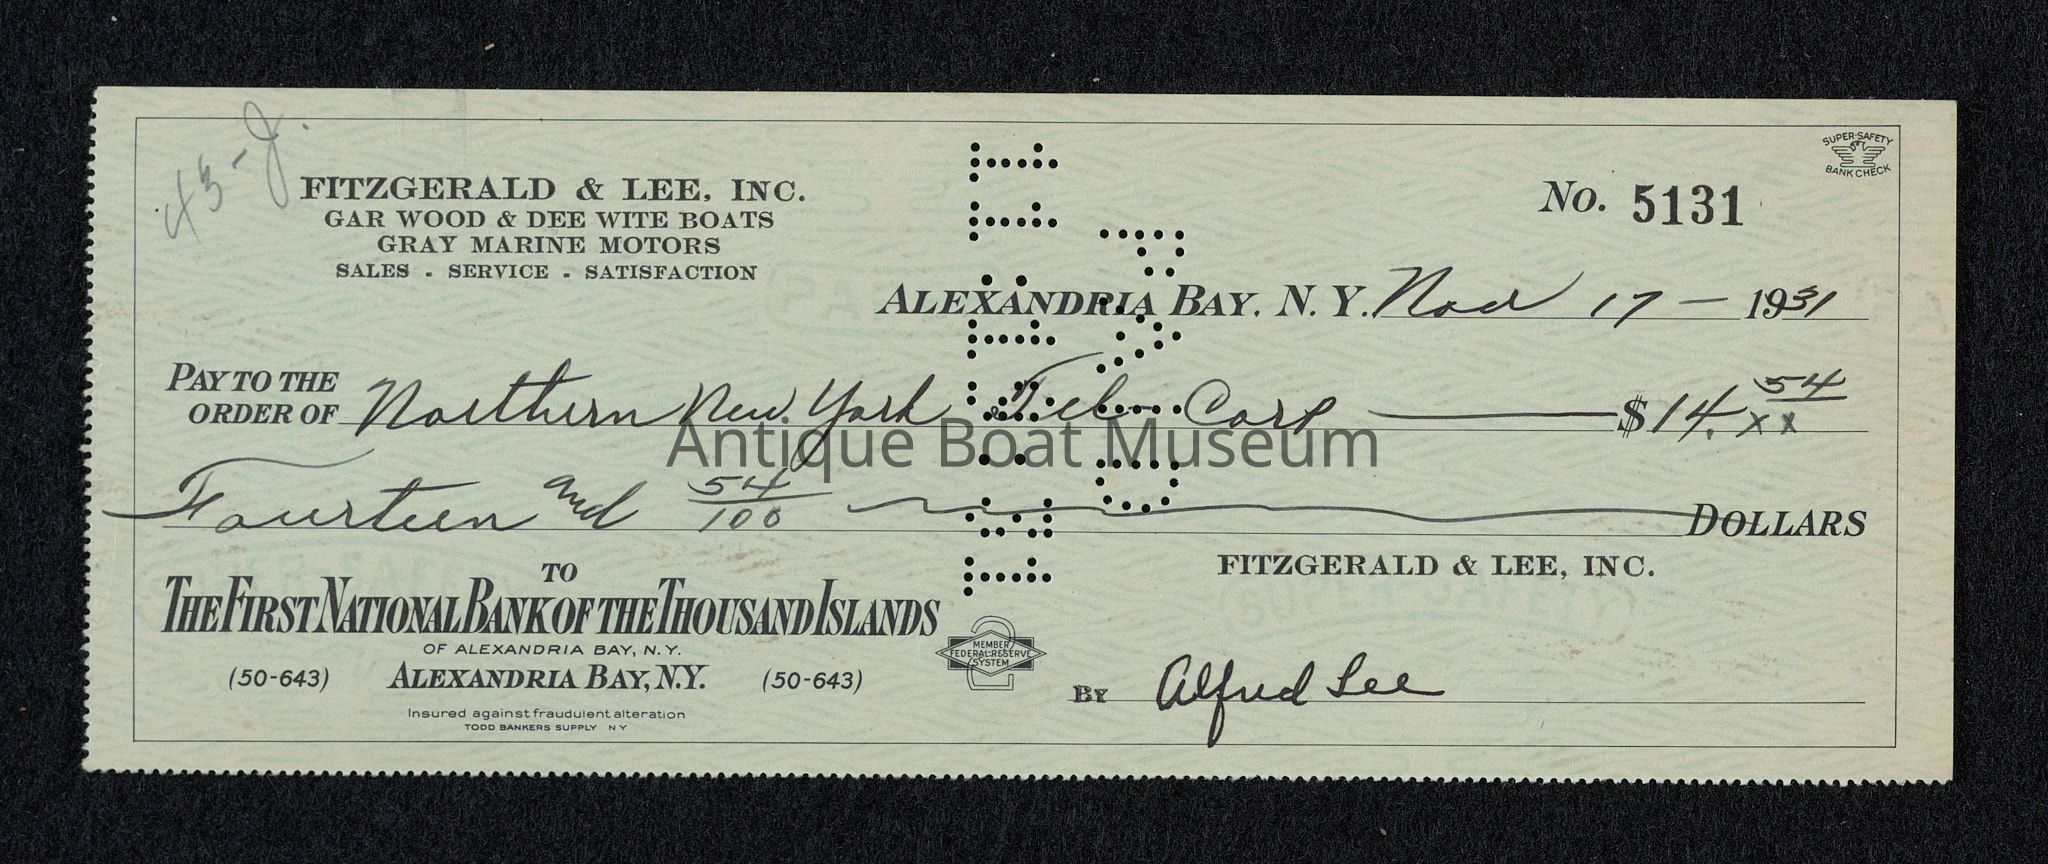 43-J.
FITZGERALD & LEE, INC.
GAR WOOD & DEE WITE BOATS
GRAY MARINE MOTORS
SALES - SERVICE - SATISFACTION
SUPER-SAFETY
BANK CHECK
No. 5131
ALEXANDRIA BAY, N. Y. Nov 17 - 1931
PAY TO THE
ORDER OF Northern New York Tel Corp $14. 54/xx
Antique Boat Museum
Fourteen and 54/100 DOLLARS
FITZGERALD & LEE, INC.
TO
THE FIRST NATIONAL BANK OF THE THOUSAND ISLANDS
OF ALEXANDRIA BAY, N.Y.
(50-643) ALEXANDRIA BAY, N.Y. (50-643)
MEMBER
FEDERAL RESERVE
SYSTEM
2
BY Alfred Lee
Insured against fraudulent alteration
TODD BANKERS SUPPLY N Y